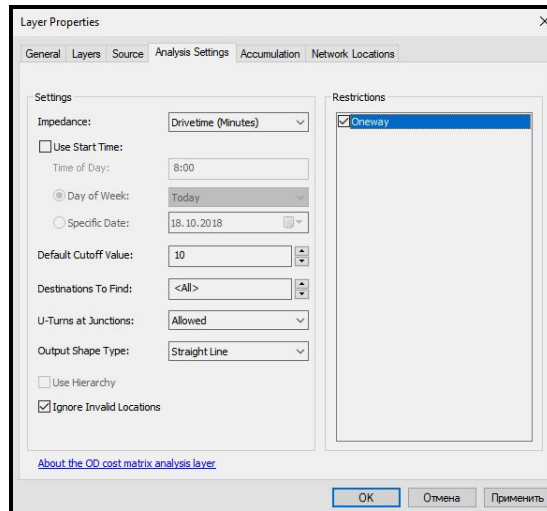 Layer Properties
General Layers Source Analysis Settings Accumulation Network Locations
Settings
Impedance: Drivetime (Minutes)
Use Start Time:
Time of Day: 8:00
Day of Week: Today
Specific Date: 18.10.2018
Default Cutoff Value: 10
Destinations To Find: <All>
U-Turns at Junctions: Allowed
Output Shape Type: Straight Line
Use Hierarchy
Ignore Invalid Locations
Restrictions
Oneway
About the OD cost matrix analysis layer
OK Отмена Применить